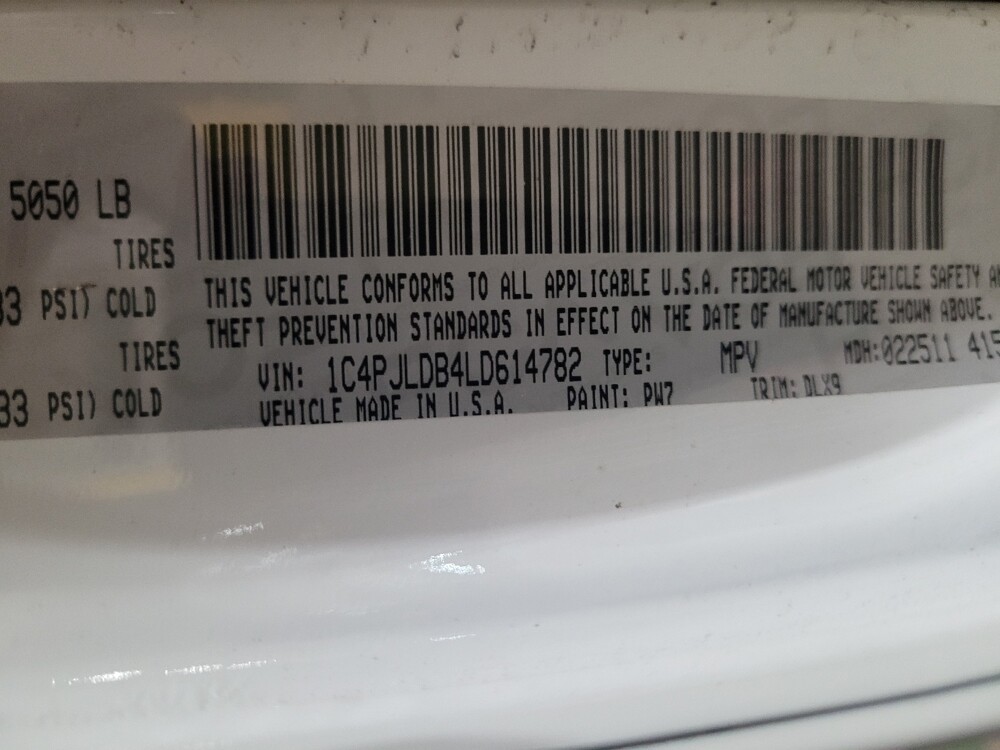 5050 LB
TIRES
33 PSI) COLD
TIRES
33 PSI) COLD
THIS VEHICLE CONFORMS TO ALL APPLICABLE U.S.A. FEDERAL MOTOR VEHICLE SAFETY
THEFT PREVENTION STANDARDS IN EFFECT ON THE DATE OF MANUFACTURE SHOWN ABOVE.
VIN: 1C4PJLDB4LD614782 TYPE: MPV MDH:022511 415
VEHICLE MADE IN U.S.A. PAINT: PW7 TRIM: DLX9